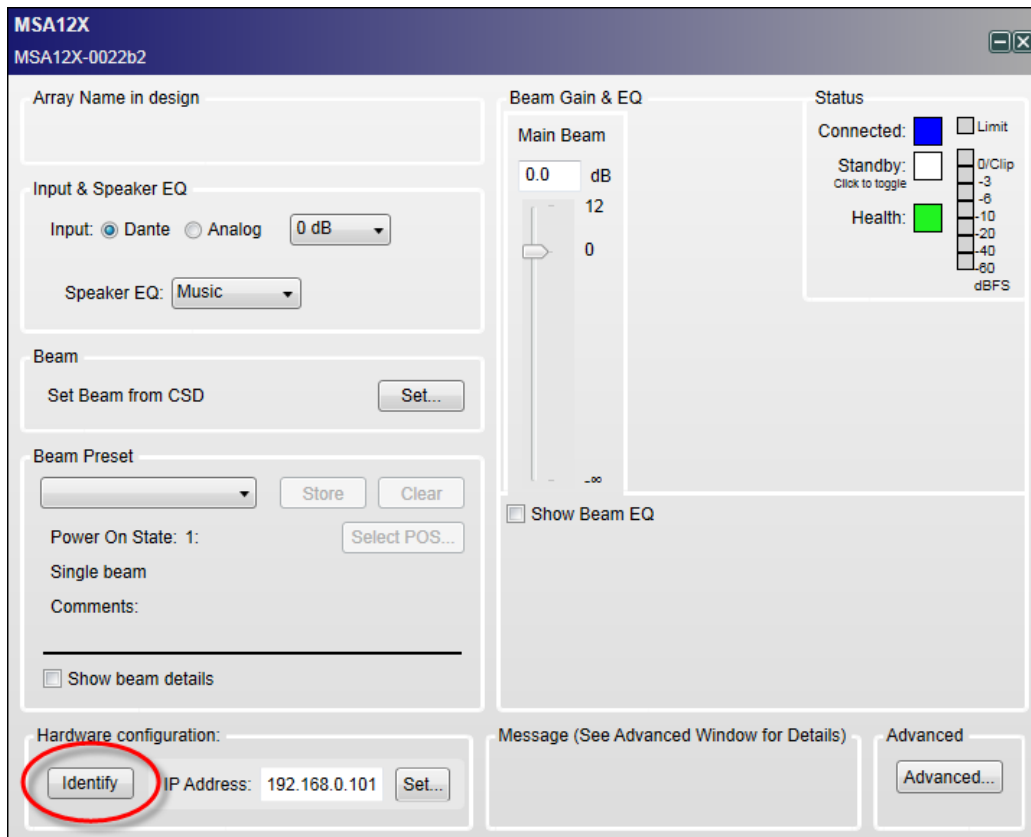 MSA12X
MSA12X-0022b2
Array Name in design
Input & Speaker EQ
Input: Dante Analog 0 dB
Speaker EQ: Music
Beam
Set Beam from CSD Set...
Beam Preset
Store Clear
Power On State: 1: Select POS...
Single beam
Comments:
Show beam details
Hardware configuration:
Identify IP Address: 192.168.0.101 Set...
Beam Gain & EQ
Main Beam
0.0 dB
12
0
-∞
Show Beam EQ
Status
Connected:
Standby:
Click to toggle
Health:
Limit
0/Clip
-3
-6
-10
-20
-40
-60
dBFS
Message (See Advanced Window for Details)
Advanced
Advanced...